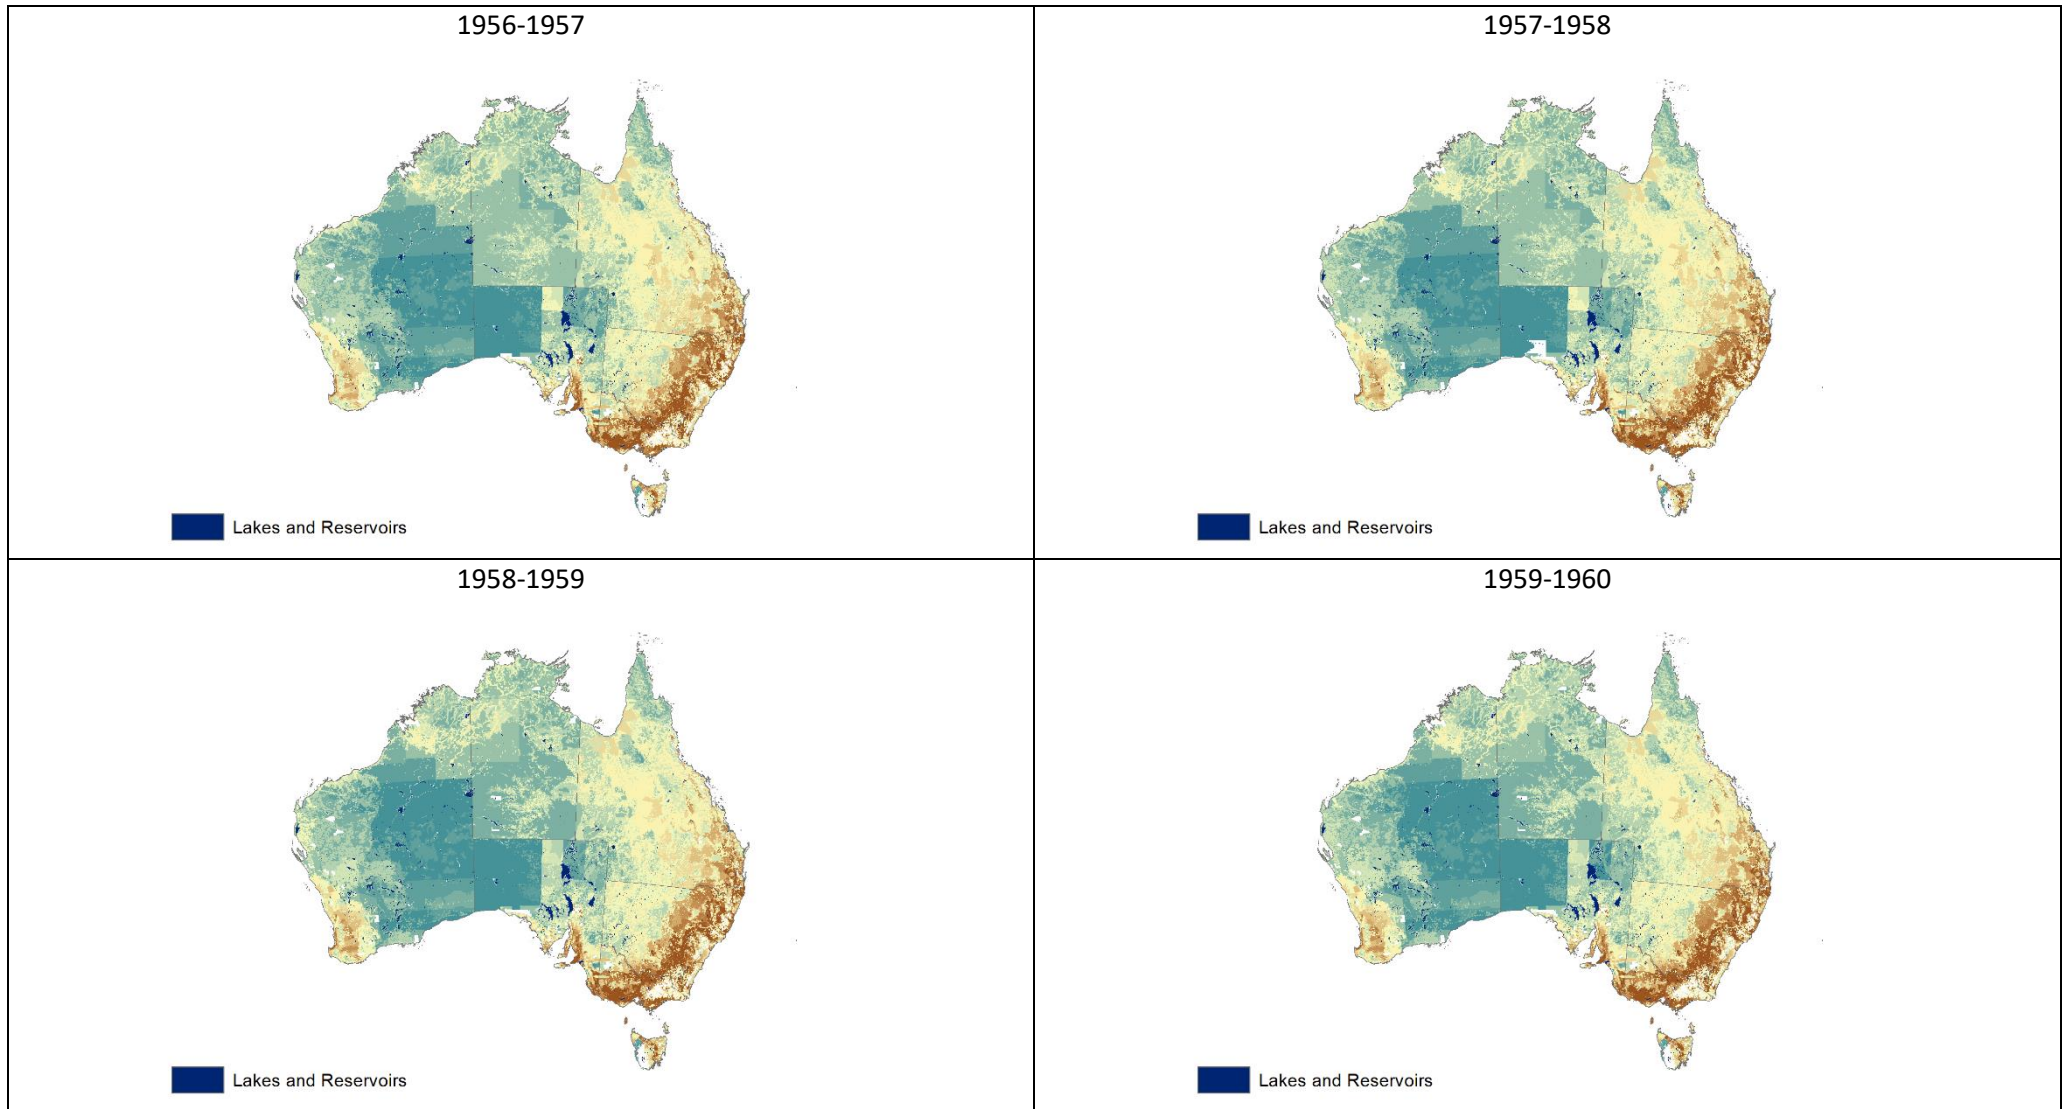 1956-1957
1957-1958
Lakes and Reservoirs
Lakes and Reservoirs
1958-1959
1959-1960
Lakes and Reservoirs
Lakes and Reservoirs